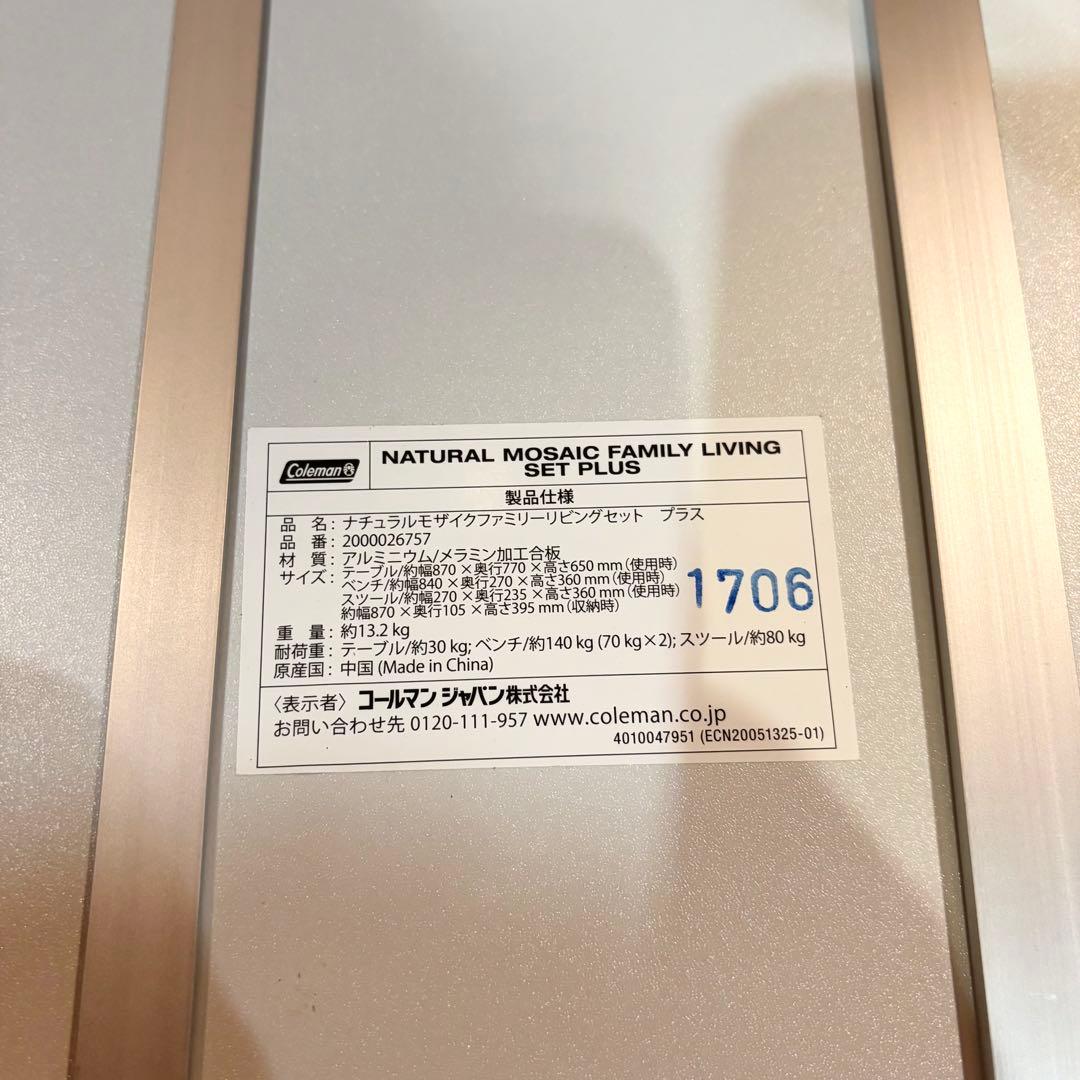 Coleman
NATURAL MOSAIC FAMILY LIVING
SET PLUS
製品仕様
品 名: ナチュラルモザイクファミリーリビングセット プラス
品 番: 2000026757
材 質: アルミニウム/メラミン加工合板
サイズ: テーブル/約幅870×奥行770×高さ650 mm(使用時)
ベンチ/約幅840×奥行270×高さ360 mm(使用時)
スツール/約幅270×奥行235×高さ360 mm(使用時)
約幅870×奥行105×高さ395 mm(収納時)
1706
重 量: 約13.2 kg
耐荷重: テーブル/約30 kg; ベンチ/約140 kg (70 kg×2); スツール/約80 kg
原産国: 中国 (Made in China)
〈表示者〉コールマン ジャパン株式会社
お問い合わせ先 0120-111-957 www.coleman.co.jp
4010047951 (ECN20051325-01)